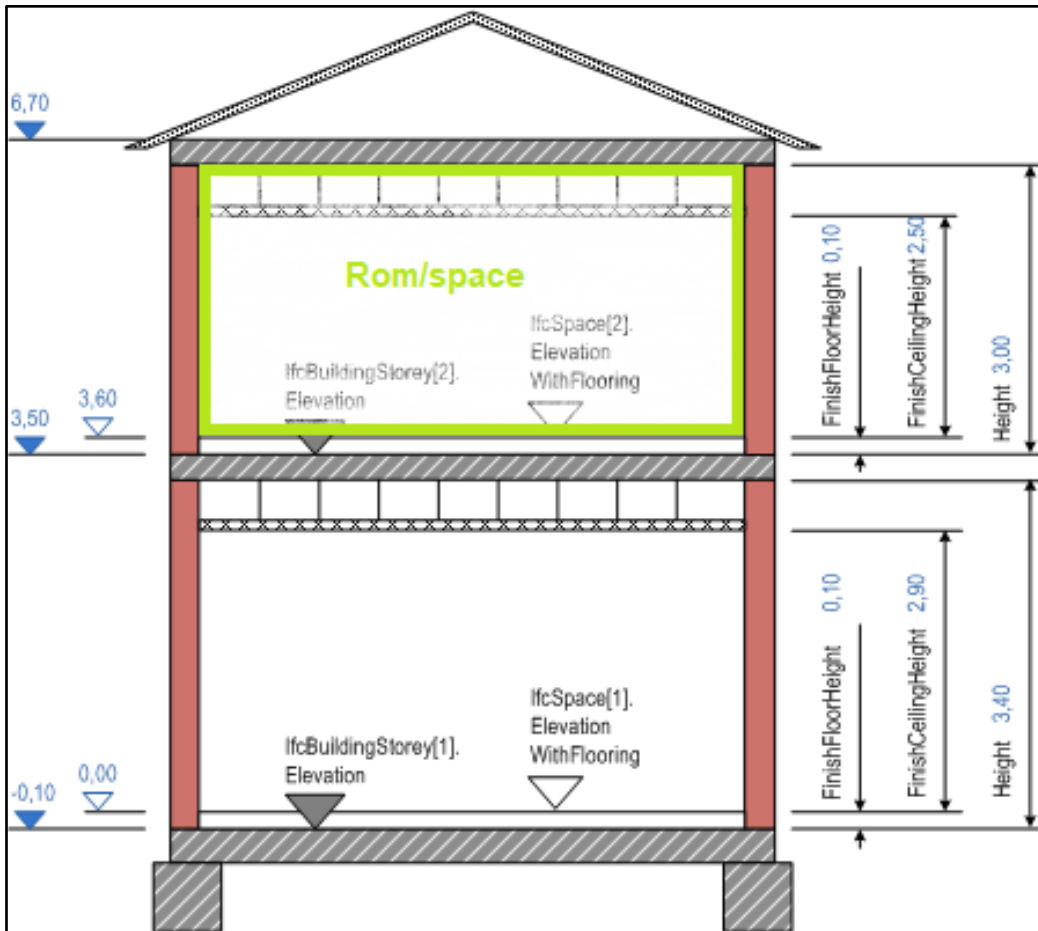 6,70
Rom/space
IfcSpace[2].
Elevation
WithFlooring
IfcBuildingStorey[2].
Elevation
3,60
3,50
FinishFloorHeight 0,10
FinishCeilingHeight 2,50
Height 3,00
IfcSpace[1].
Elevation
WithFlooring
IfcBuildingStorey[1].
Elevation
0,00
-0,10
FinishFloorHeight 0,10
FinishCeilingHeight 2,90
Height 3,40